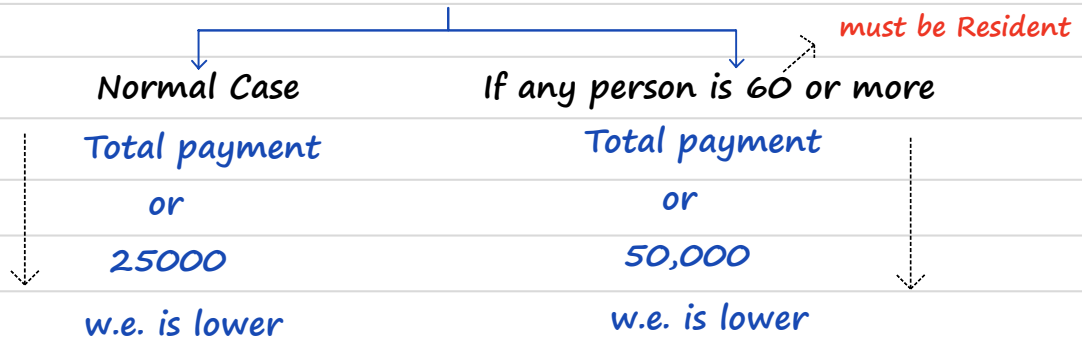 must be Resident
Normal Case
If any person is 60 or more
Total payment
or
25000
w.e. is lower
Total payment
or
50,000
w.e. is lower